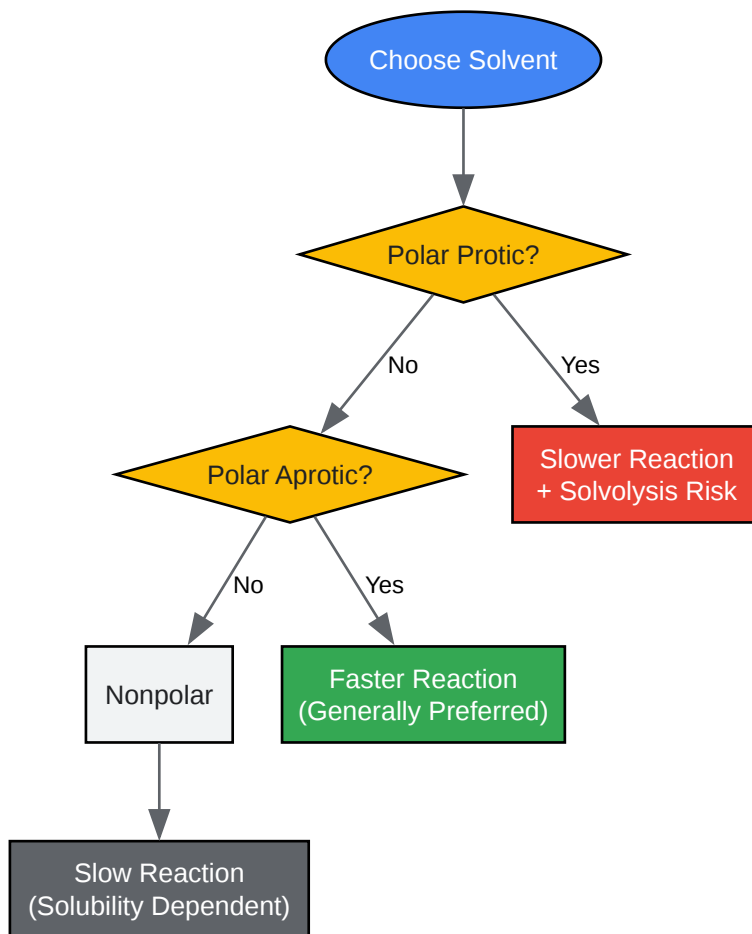 Choose Solvent
Polar Protic?
No
Yes
Polar Aprotic?
Slower Reaction
+ Solvolysis Risk
No
Yes
Nonpolar
Faster Reaction
(Generally Preferred)
Slow Reaction
(Solubility Dependent)